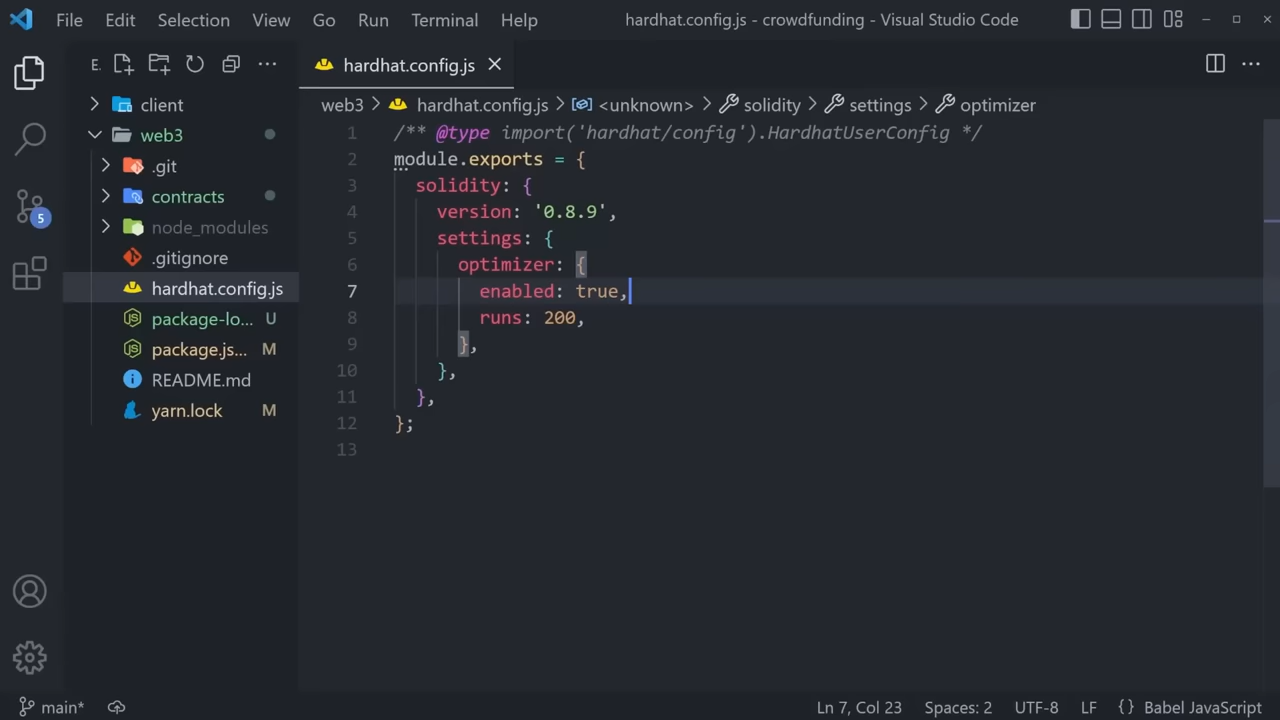 File Edit Selection View Go Run Terminal Help hardhat.config.js - crowdfunding - Visual Studio Code
E.
hardhat.config.js
client
web3
.git
contracts
node_modules
.gitignore
hardhat.config.js
package-lo... U
package.js... M
README.md
yarn.lock M
5
web3 > hardhat.config.js > <unknown> > solidity > settings > optimizer
1 /** @type import('hardhat/config').HardhatUserConfig */
2 module.exports = {
3 solidity: {
4 version: '0.8.9',
5 settings: {
6 optimizer: {
7 enabled: true,
8 runs: 200,
9 },
10 },
11 },
12 };
13
main* Ln 7, Col 23 Spaces: 2 UTF-8 LF {} Babel JavaScript